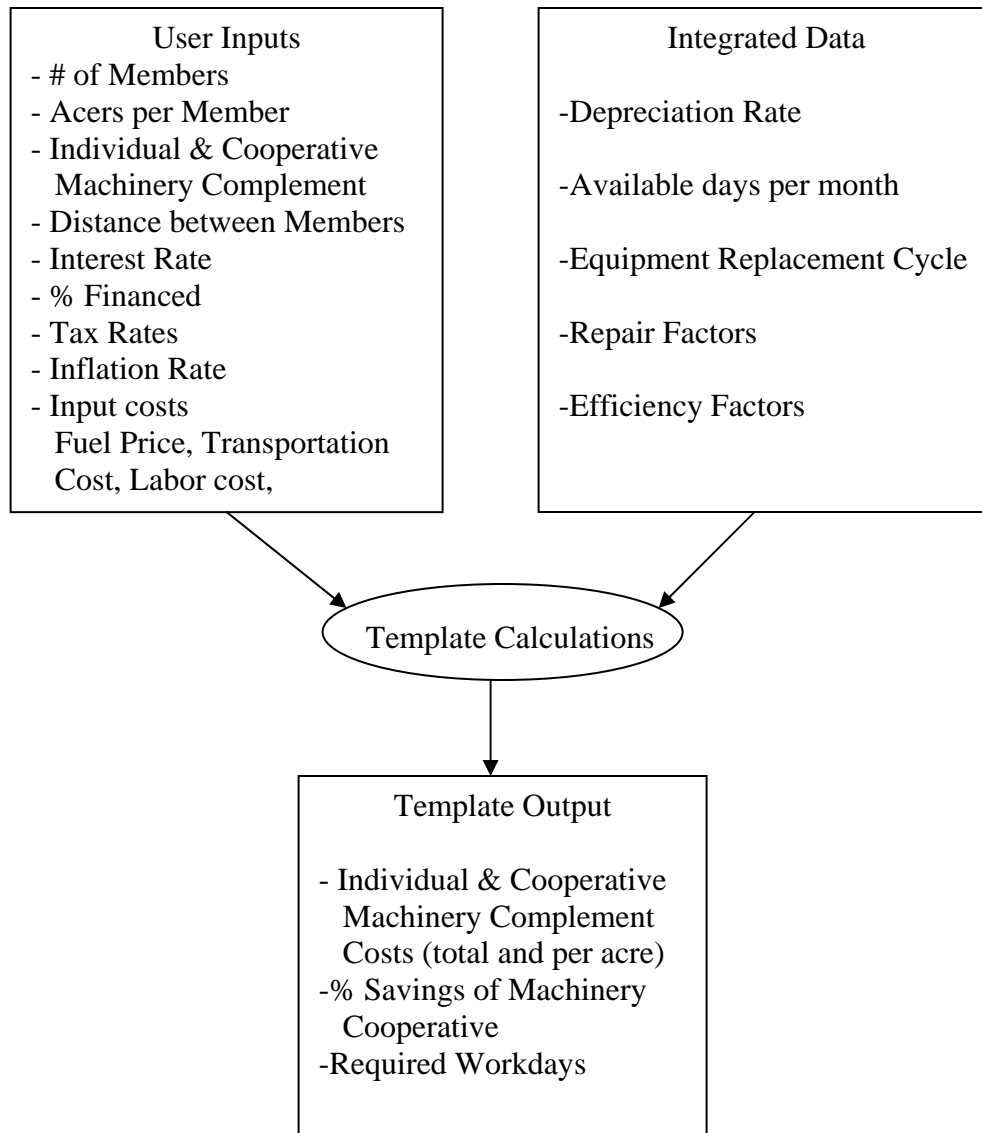 User Inputs
- # of Members
- Acers per Member
- Individual & Cooperative
Machinery Complement
- Distance between Members
- Interest Rate
- % Financed
- Tax Rates
- Inflation Rate
- Input costs
Fuel Price, Transportation
Cost, Labor cost,
Integrated Data
-Depreciation Rate
-Available days per month
-Equipment Replacement Cycle
-Repair Factors
-Efficiency Factors
Template Calculations
Template Output
- Individual & Cooperative
Machinery Complement
Costs (total and per acre)
-% Savings of Machinery
Cooperative
-Required Workdays